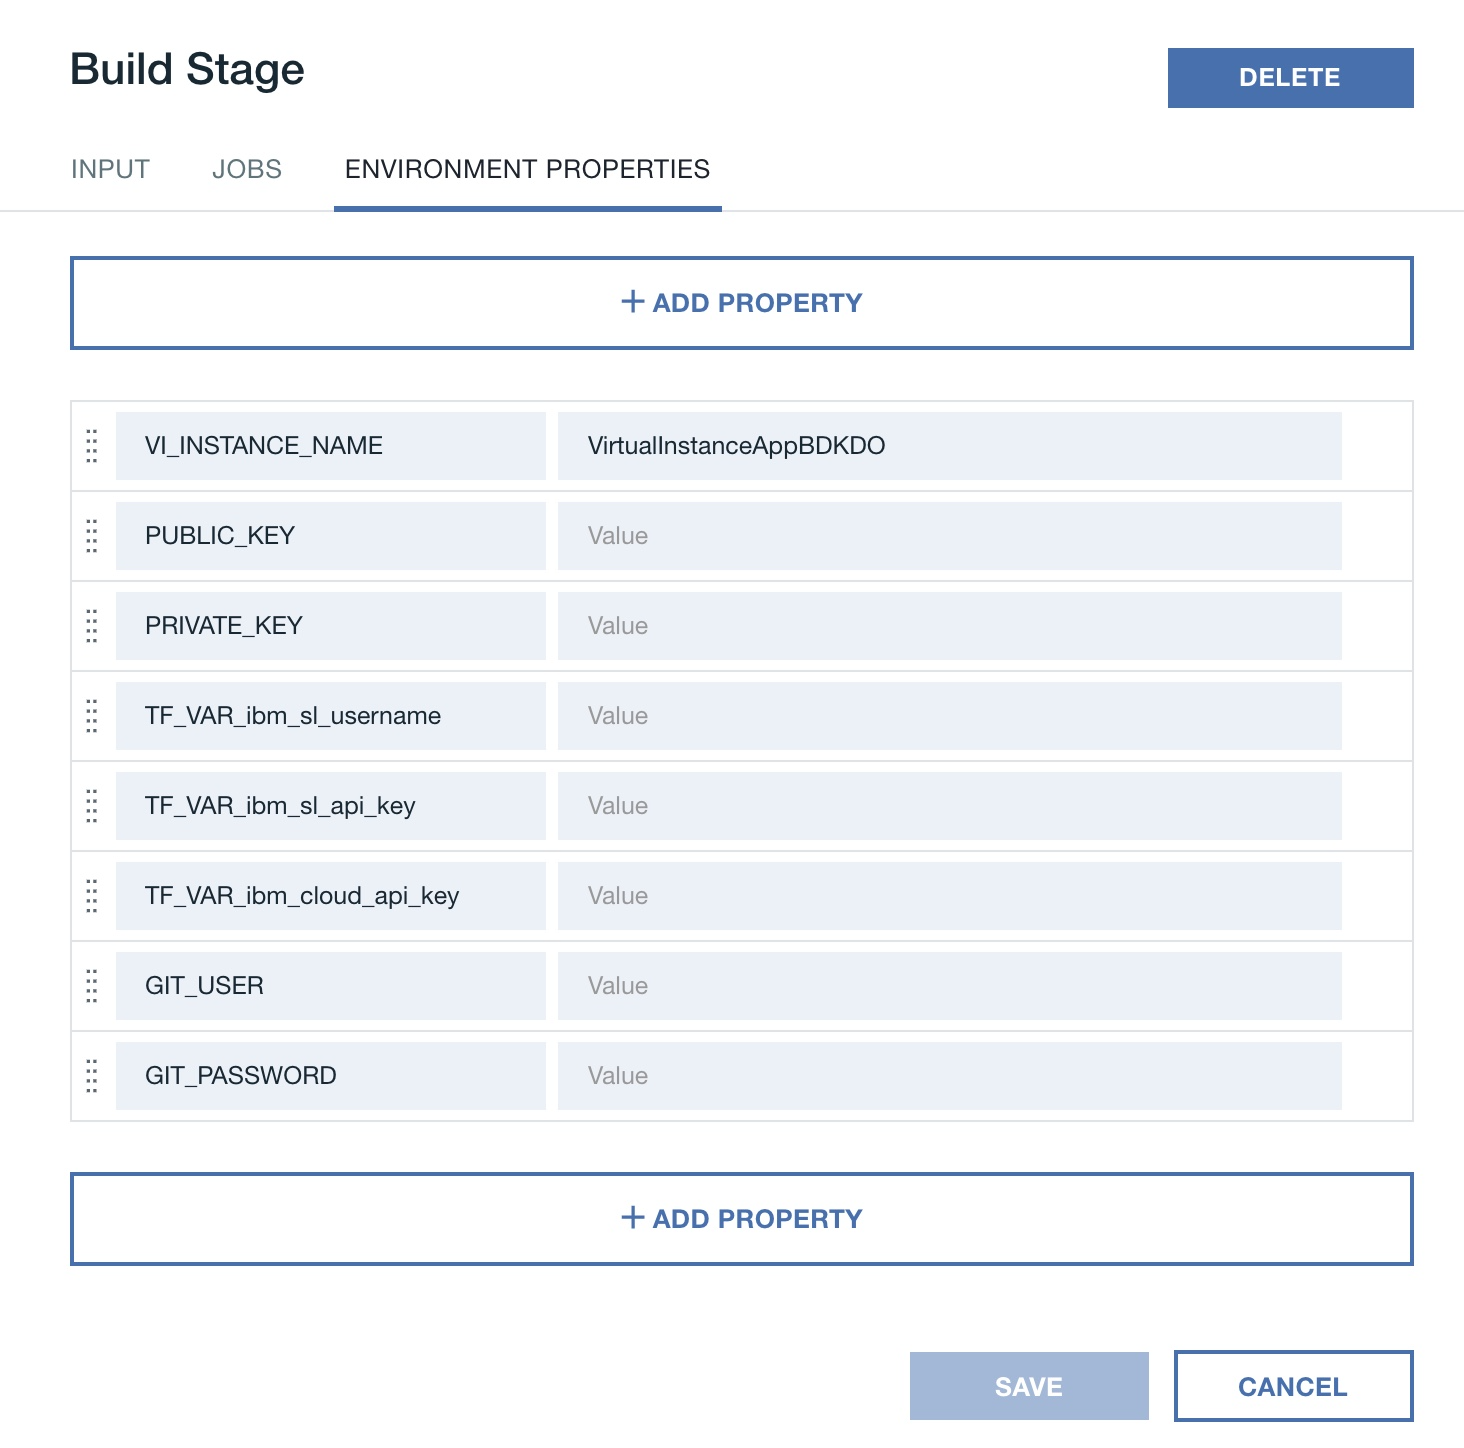 Build Stage
DELETE
INPUT JOBS ENVIRONMENT PROPERTIES
+ ADD PROPERTY
VI_INSTANCE_NAME VirtualInstanceAppBDKDO
PUBLIC_KEY Value
PRIVATE_KEY Value
TF_VAR_ibm_sl_username Value
TF_VAR_ibm_sl_api_key Value
TF_VAR_ibm_cloud_api_key Value
GIT_USER Value
GIT_PASSWORD Value
+ ADD PROPERTY
SAVE CANCEL